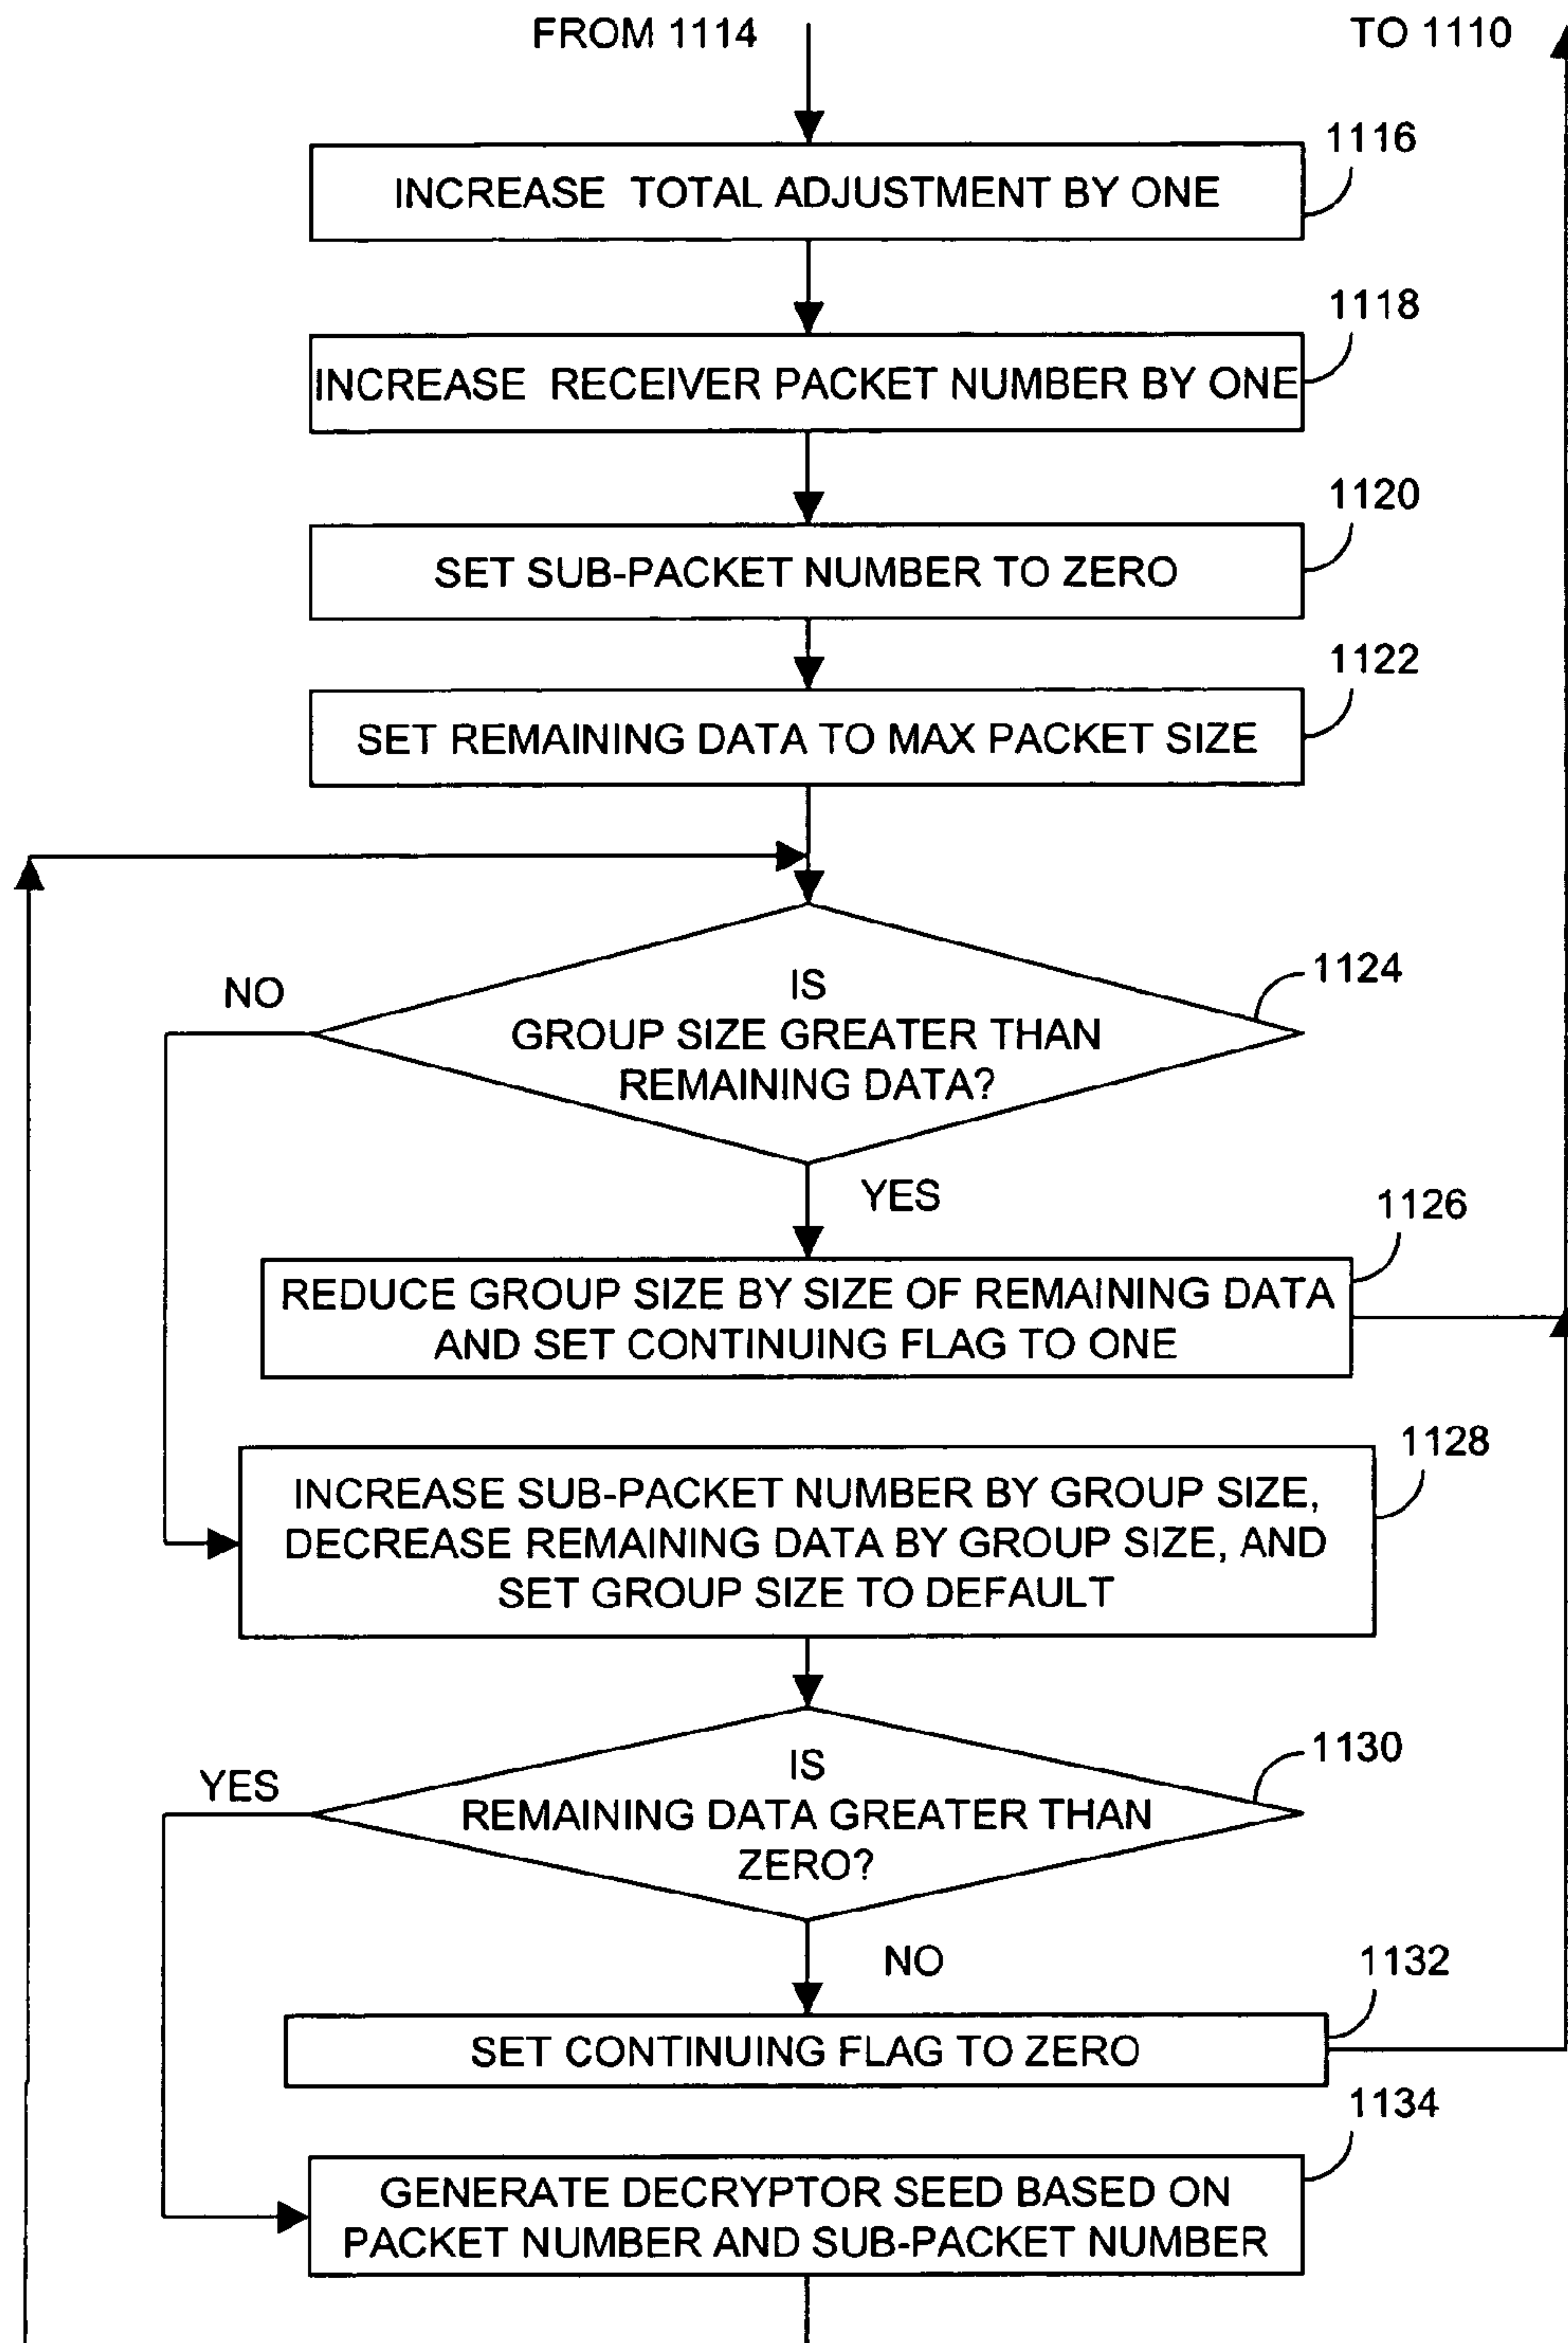 FROM 1114
TO 1110
1116
INCREASE TOTAL ADJUSTMENT BY ONE
1118
INCREASE RECEIVER PACKET NUMBER BY ONE
1120
SET SUB-PACKET NUMBER TO ZERO
1122
SET REMAINING DATA TO MAX PACKET SIZE
1124
NO
IS
GROUP SIZE GREATER THAN
REMAINING DATA?
YES
1126
REDUCE GROUP SIZE BY SIZE OF REMAINING DATA
AND SET CONTINUING FLAG TO ONE
1128
INCREASE SUB-PACKET NUMBER BY GROUP SIZE,
DECREASE REMAINING DATA BY GROUP SIZE, AND
SET GROUP SIZE TO DEFAULT
1130
YES
IS
REMAINING DATA GREATER THAN
ZERO?
NO
1132
SET CONTINUING FLAG TO ZERO
1134
GENERATE DECRYPTOR SEED BASED ON
PACKET NUMBER AND SUB-PACKET NUMBER